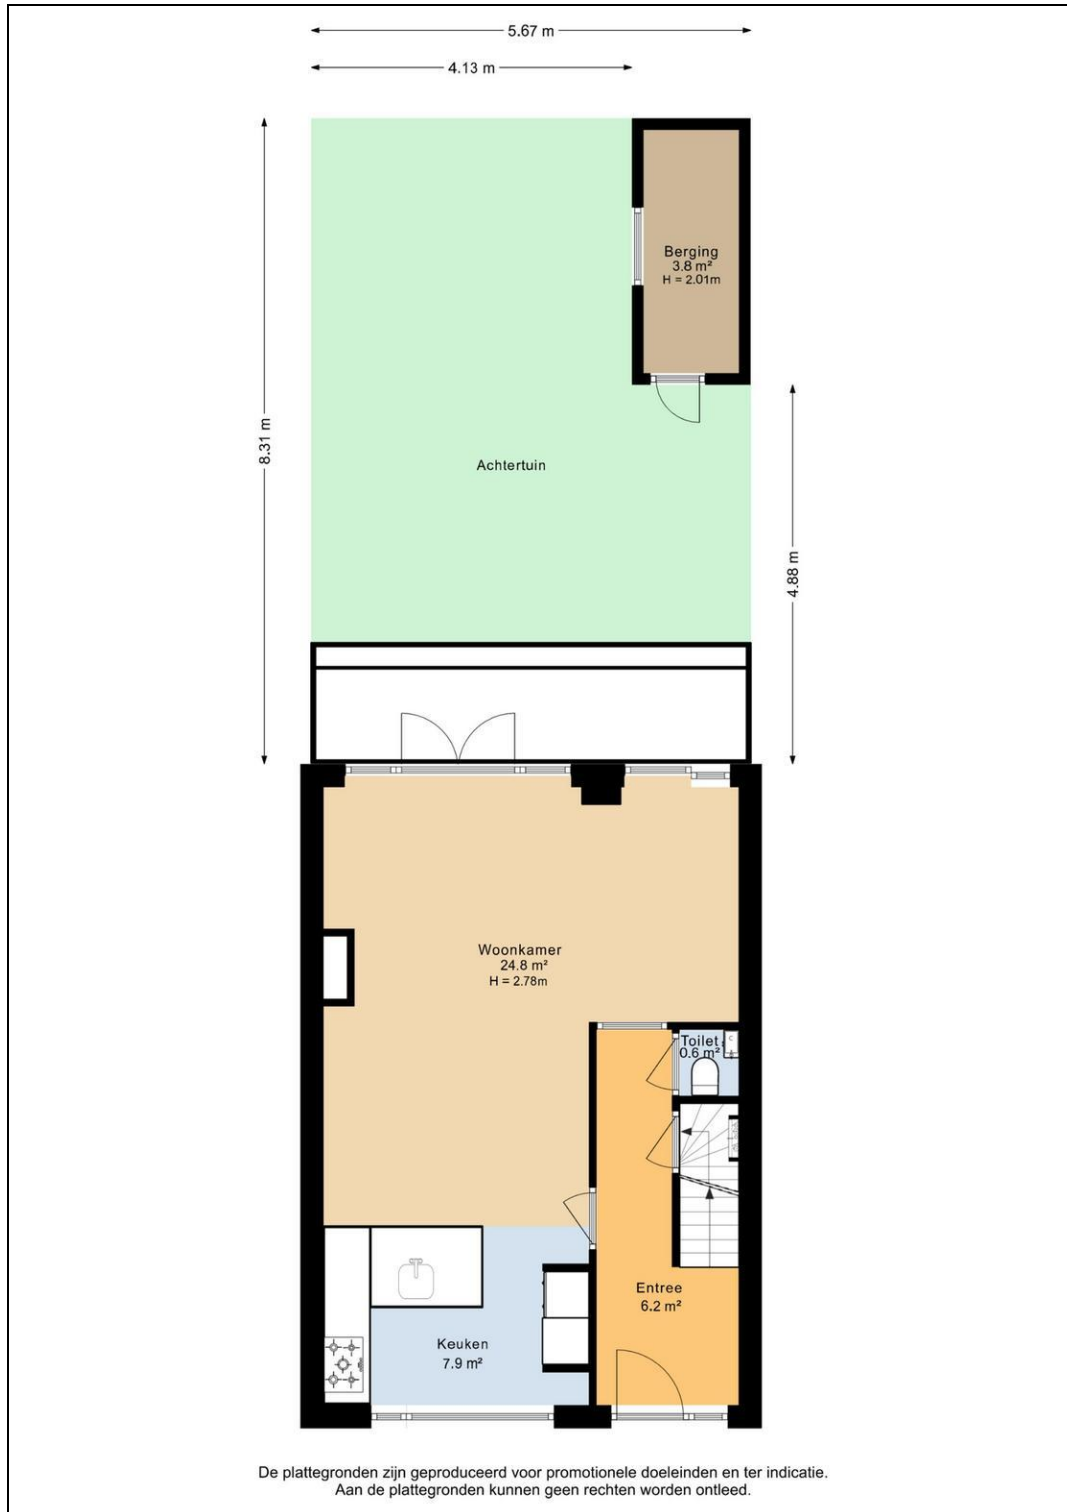 5.67 m
4.13 m
Berging
3.8 m²
H = 2.01m
8.31 m
Achtertuin
4.88 m
Woonkamer
24.8 m²
H = 2.78m
Toilet
0.6 m²
Entree
6.2 m²
Keuken
7.9 m²
De plattegronden zijn geproduceerd voor promotionele doeleinden en ter indicatie.
Aan de plattegronden kunnen geen rechten worden ontleed.